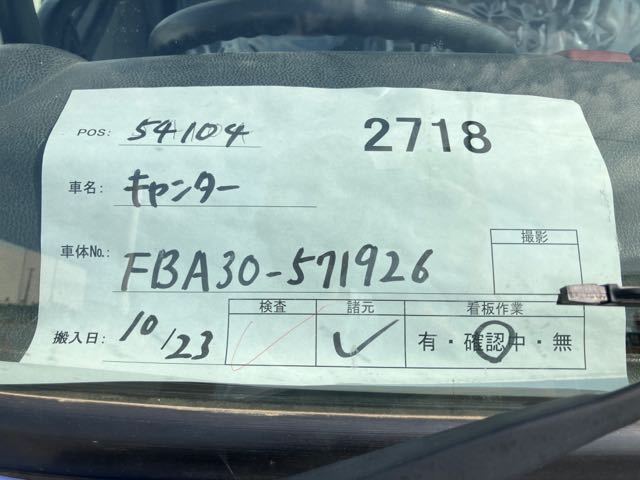 POS: 54104
2718
車名: キャンター
車体No.: FBA30-571926
撮影
搬入日: 10/23
検査 諸元 看板作業
✓ 有・確認中・無